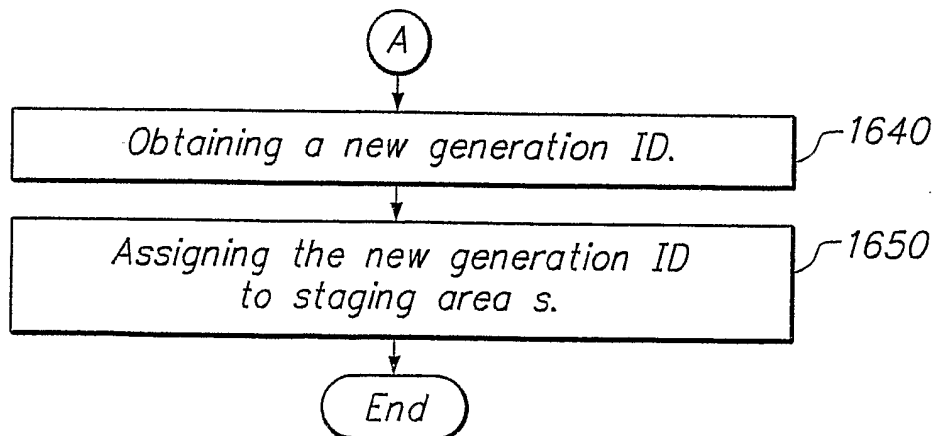 A
Obtaining a new generation ID.
1640
Assigning the new generation ID
to staging area s.
1650
End